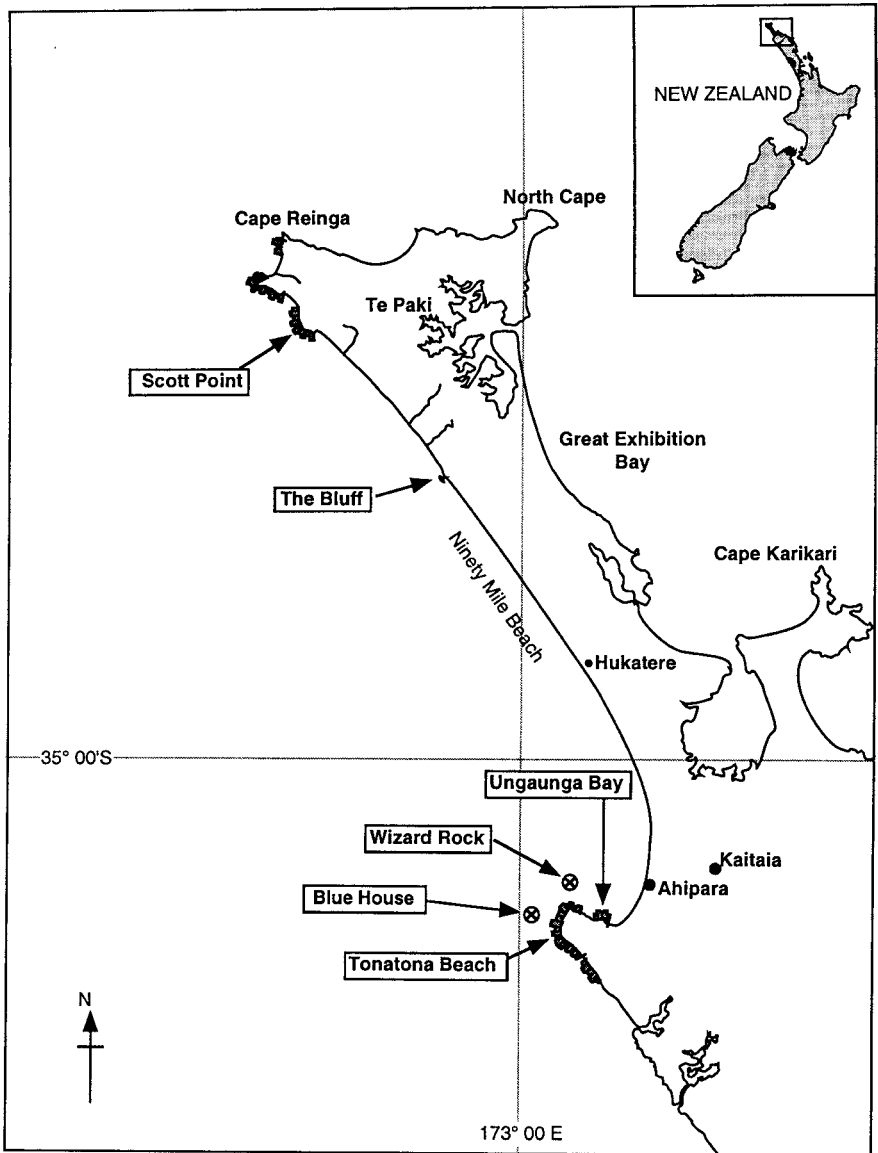 NEW ZEALAND
North Cape
Cape Reinga
Te Paki
Scott Point
Great Exhibition
Bay
The Bluff
Ninety Mile Beach
Cape Karikari
Hukatere
35° 00'S
Ungaunga Bay
Wizard Rock
Kaitaia
Ahipara
Blue House
Tonatona Beach
N
173° 00 E